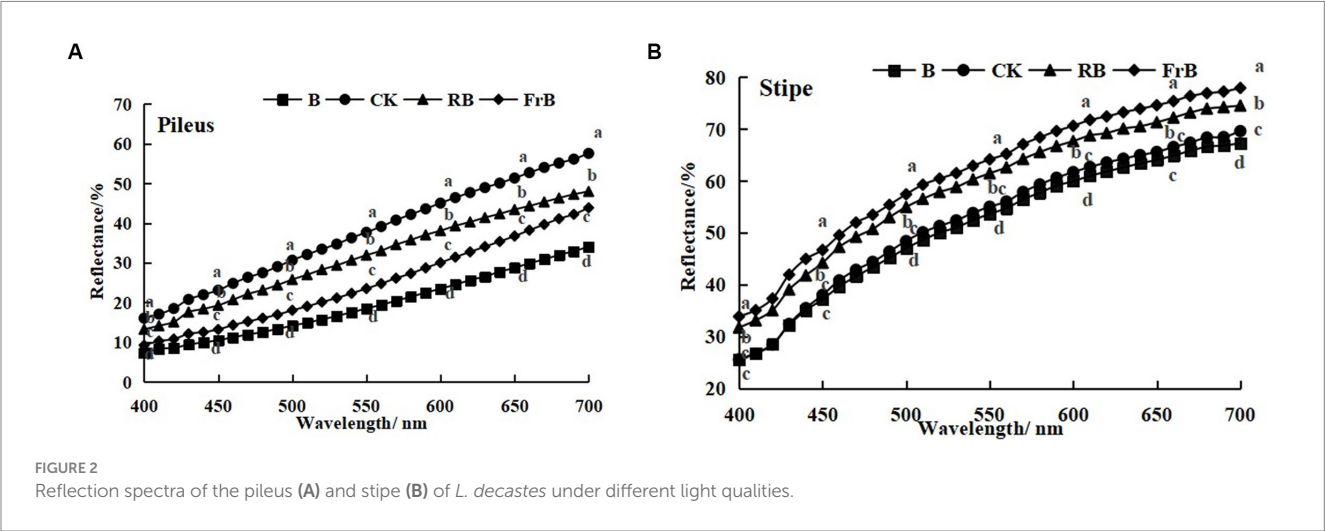 A
B CK RB FrB
Pileus
Reflectance/%
70
60
50
40
30
20
10
0
a a a a a a a
b b b b b b b
c c c c c c c
d d d d d d d
400 450 500 550 600 650 700
Wavelength/ nm
B
B CK RB FrB
Stipe
Reflectance/%
80
70
60
50
40
30
20
a a a a a a a
b b b b b b b
c c c c c c c
c c d d d c d
400 450 500 550 600 650 700
Wavelength/ nm
FIGURE 2
Reflection spectra of the pileus (A) and stipe (B) of L. decastes under different light qualities.